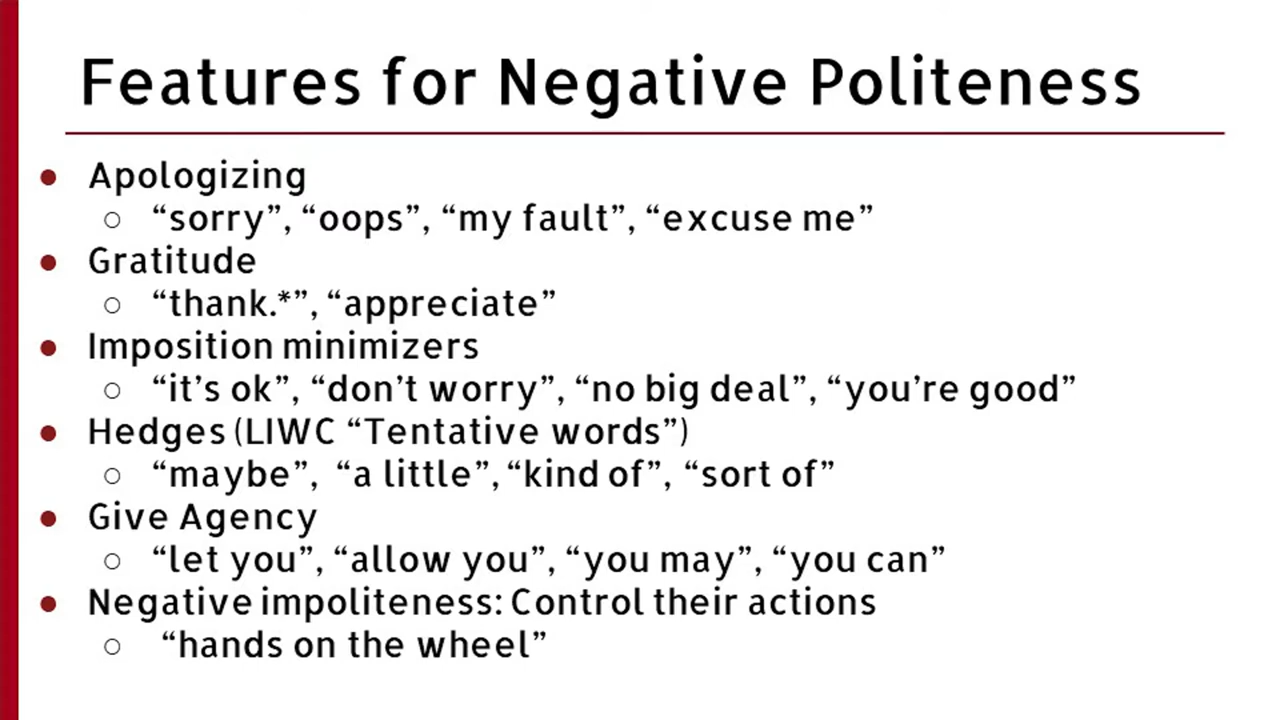 Features for Negative Politeness
● Apologizing
○ “sorry”, “oops”, “my fault”, “excuse me”
● Gratitude
○ “thank.*”, “appreciate”
● Imposition minimizers
○ “it’s ok”, “don’t worry”, “no big deal”, “you’re good”
● Hedges (LIWC “Tentative words”)
○ “maybe”, “a little”, “kind of”, “sort of”
● Give Agency
○ “let you”, “allow you”, “you may”, “you can”
● Negative impoliteness: Control their actions
○ “hands on the wheel”